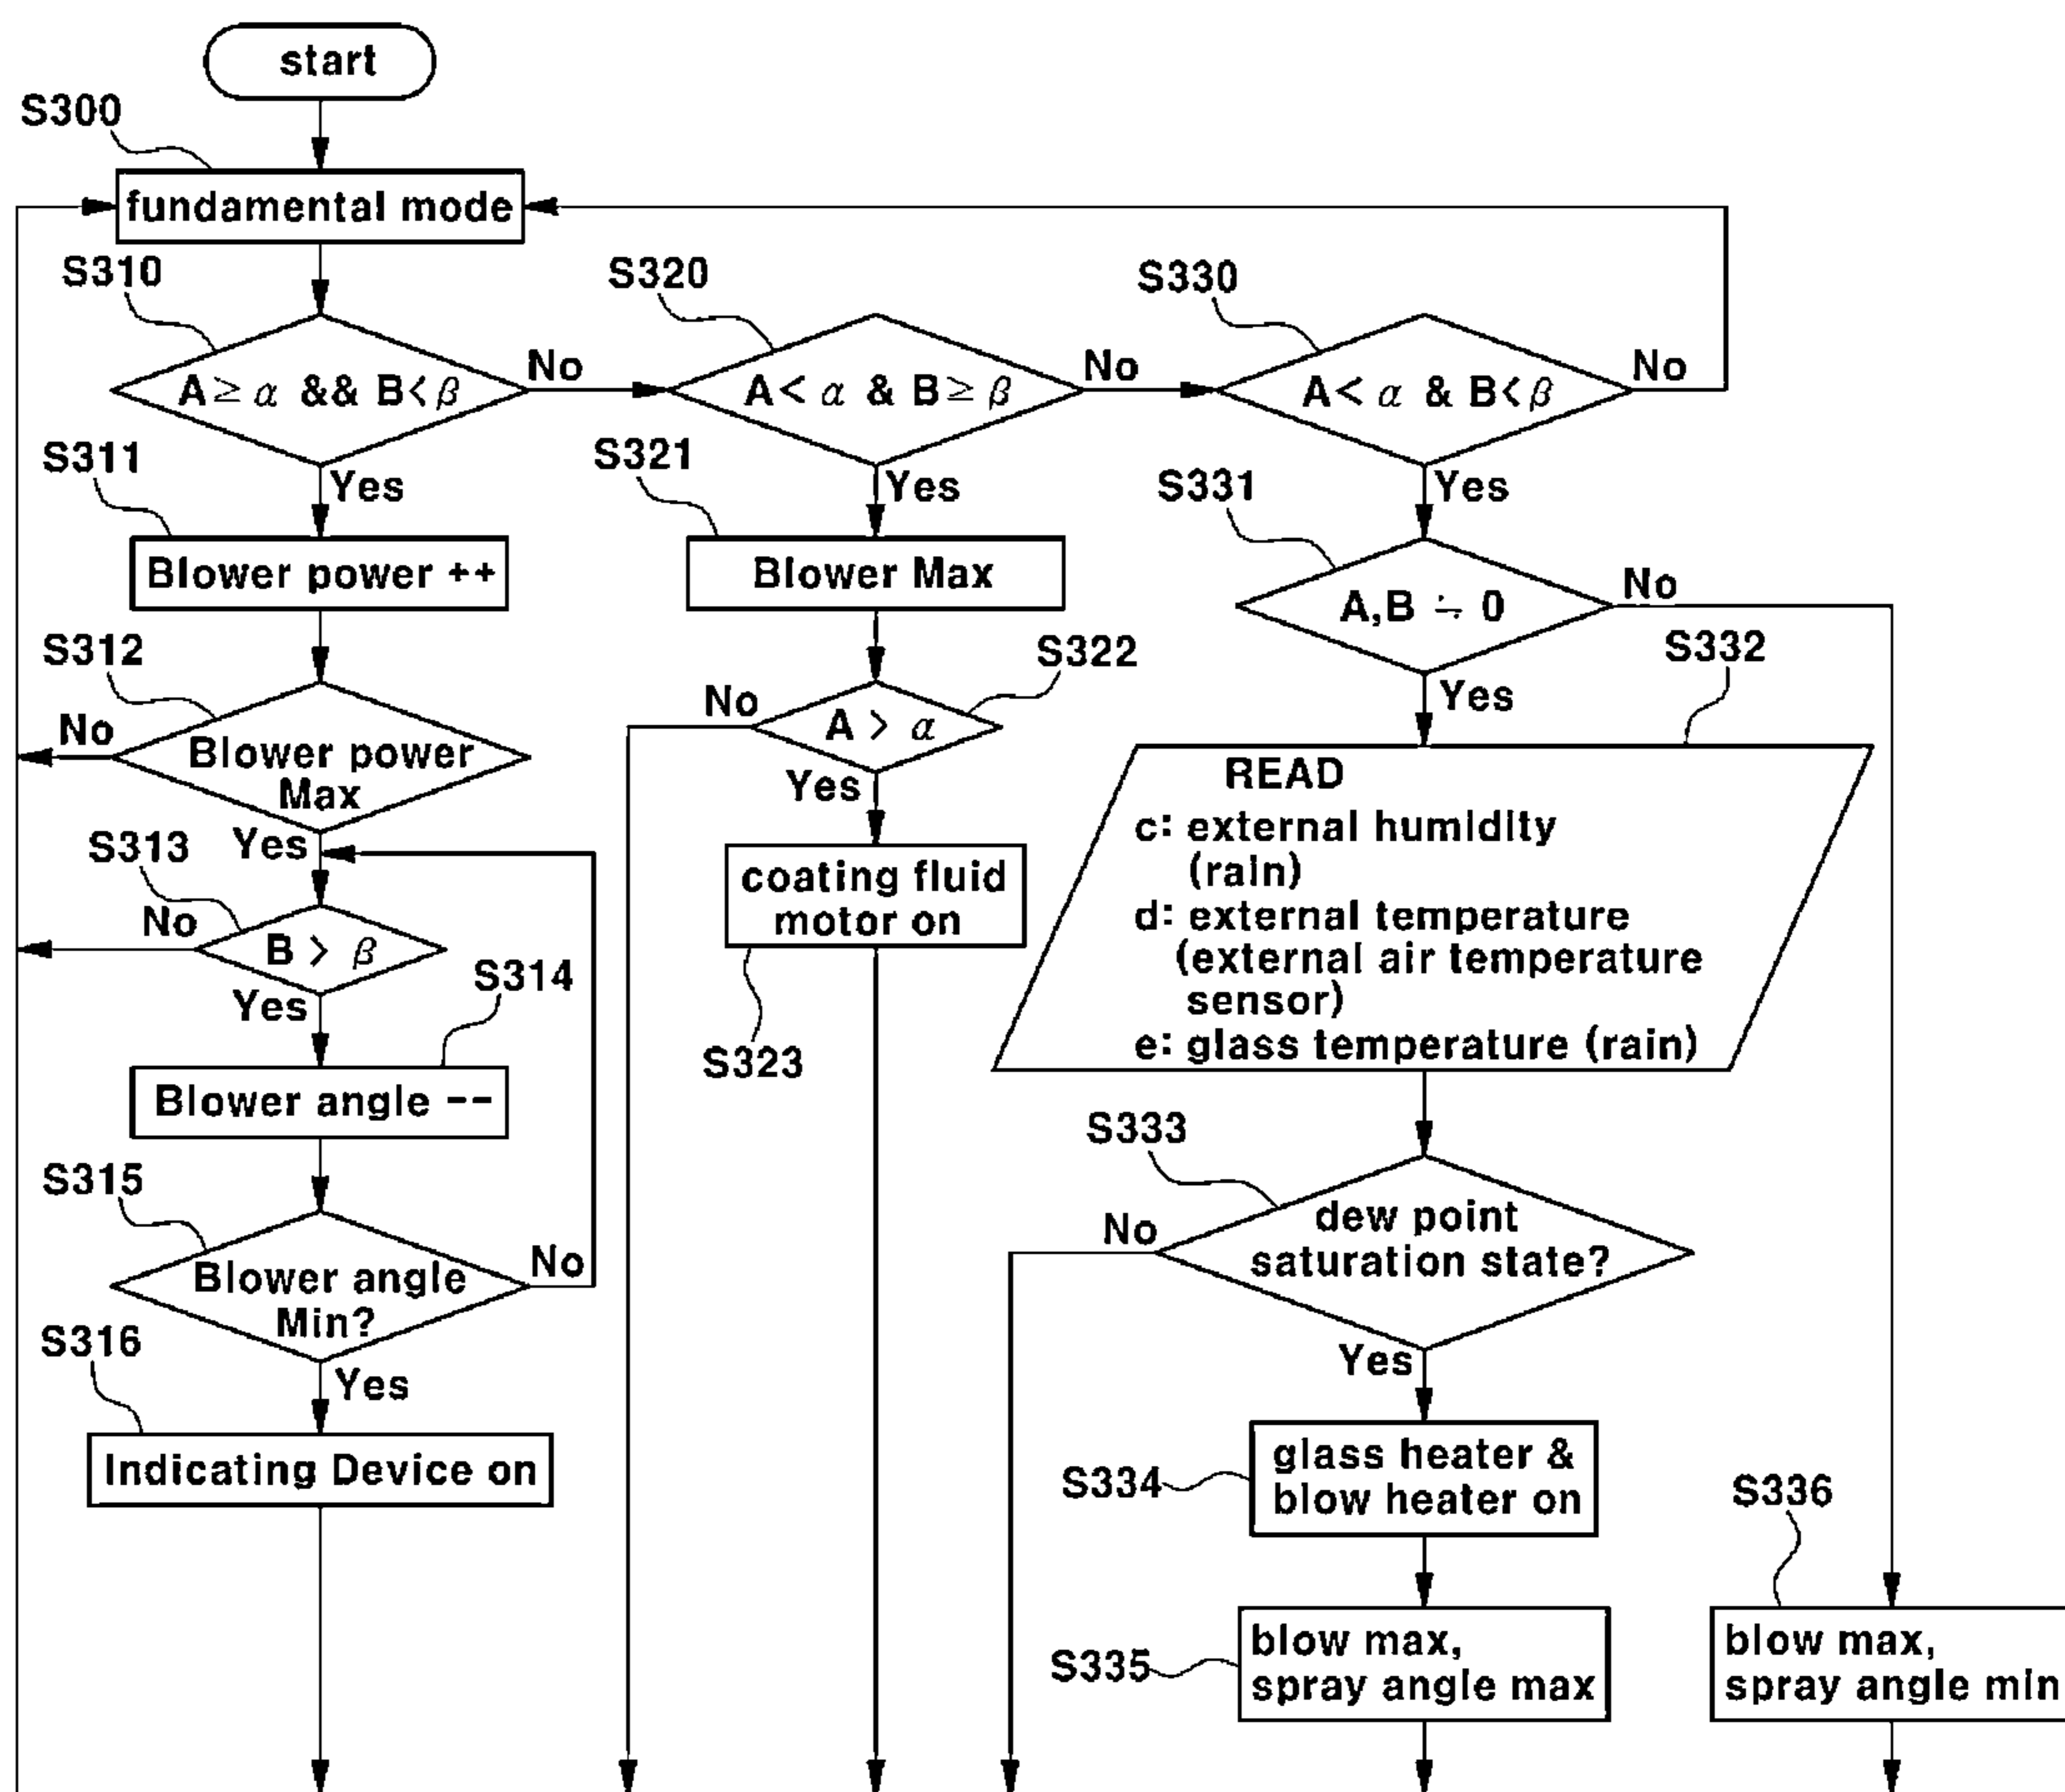 start
S300
fundamental mode
S310
A ≥ α && B< β
No
S320
A< α & B ≥ β
No
S330
A< α & B< β
No
Yes
S311
Blower power ++
Yes
S321
Blower Max
Yes
S331
A,B ≒ 0
No
S312
Blower power
Max
No
Yes
S322
A > α
No
Yes
Yes
S332
READ
c: external humidity
(rain)
d: external temperature
(external air temperature
sensor)
e: glass temperature (rain)
S313
B > β
No
Yes
coating fluid
motor on
S323
S314
Blower angle --
S315
Blower angle
Min?
No
Yes
S333
dew point
saturation state?
No
Yes
S316
Indicating Device on
S334
glass heater &
blow heater on
S335
blow max,
spray angle max
S336
blow max,
spray angle min